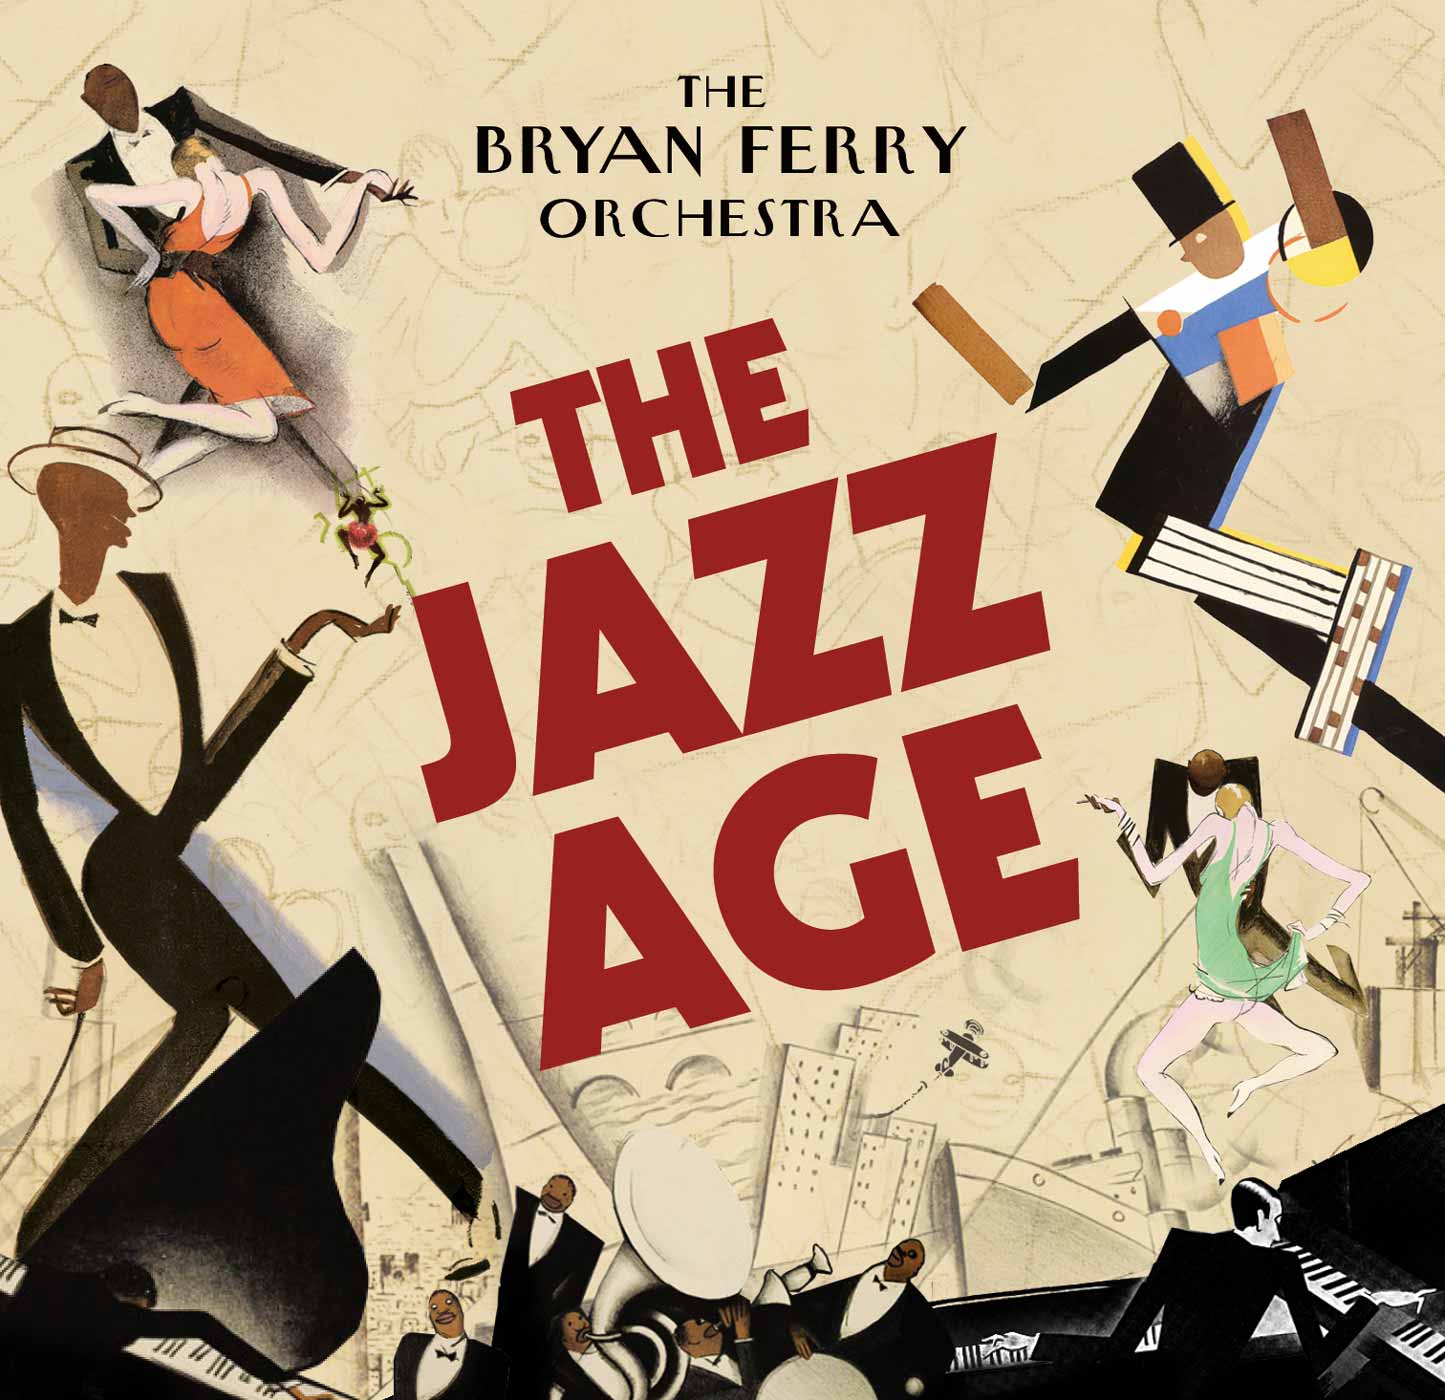 THE
BRYAN FERRY
ORCHESTRA
THE
JAZZ
AGE